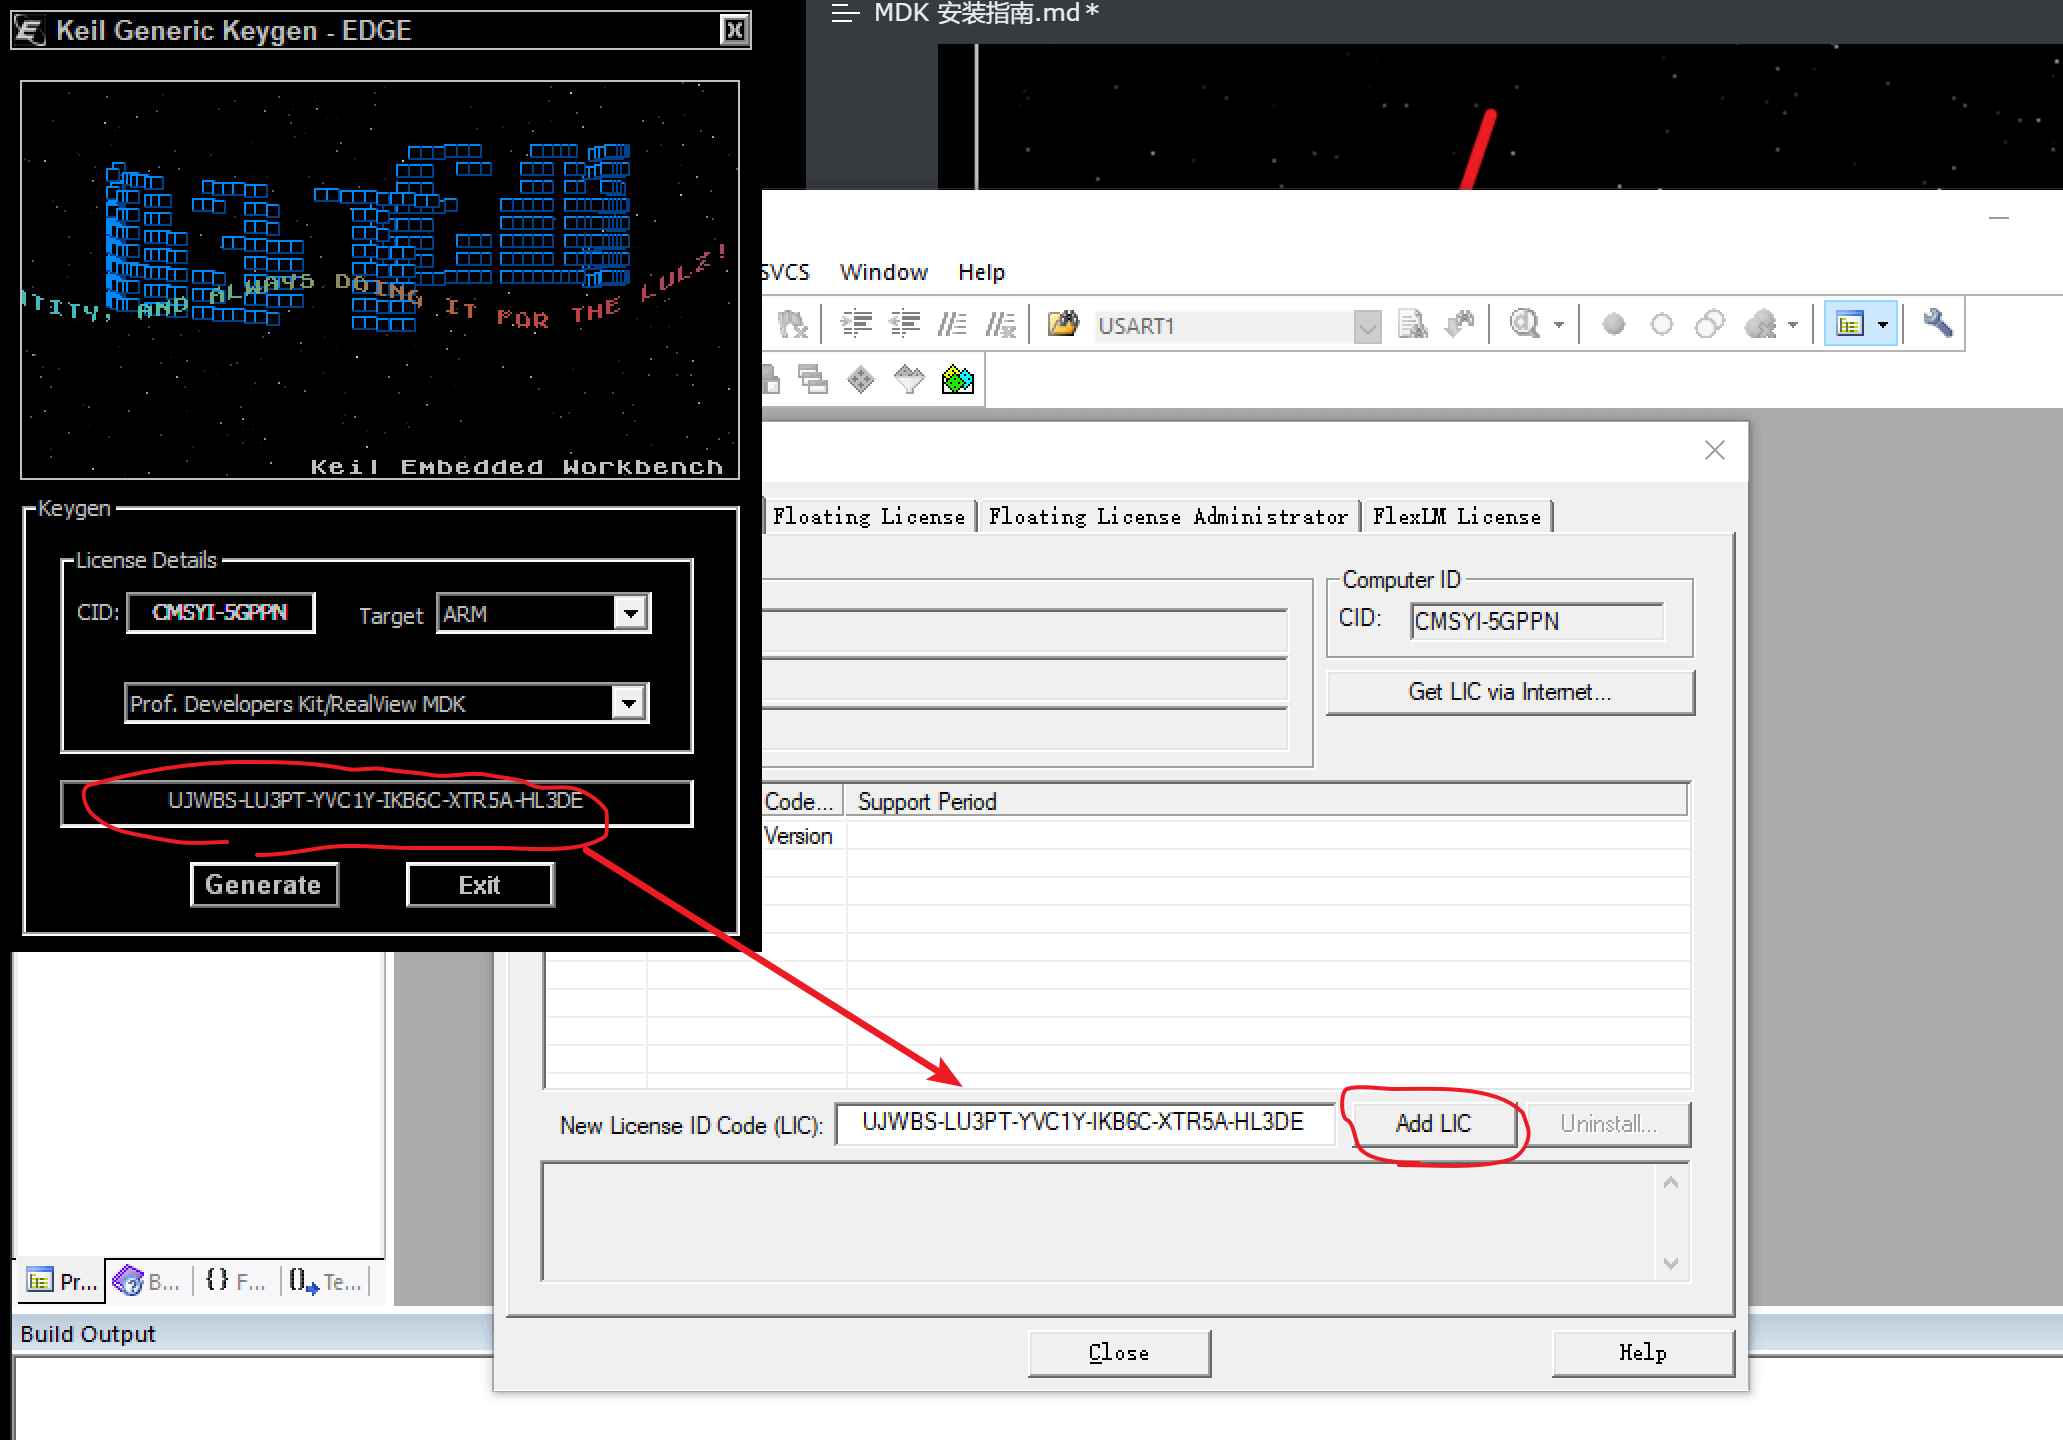 Keil Generic Keygen - EDGE
MDK 安装指南.md*
TITY, AND ALWAYS DOING IT FOR THE LULZ!
Keil Embedded Workbench
SVCS Window Help
USART1
Keygen
License Details
CID: CMSYI-5GPPN Target ARM
Prof. Developers Kit/RealView MDK
UJWBS-LU3PT-YVC1Y-IKB6C-XTR5A-HL3DE
Generate Exit
Floating License Floating License Administrator FlexLM License
Computer ID
CID: CMSYI-5GPPN
Get LIC via Internet...
Code... Support Period
Version
New License ID Code (LIC): UJWBS-LU3PT-YVC1Y-IKB6C-XTR5A-HL3DE Add LIC Uninstall...
Pr... B... {} F... Te...
Build Output
Close Help